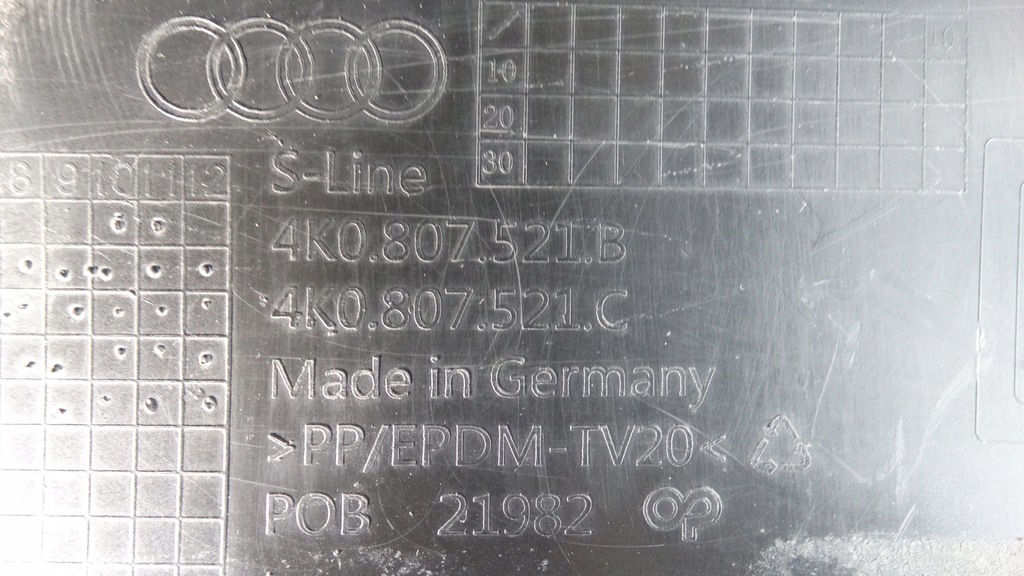 10
10
20
30
8 9 10 11 12
S-Line
4K0.807.521.B
4K0.807.521.C
Made in Germany
>PP/EPDM-TV20<
POB 21982